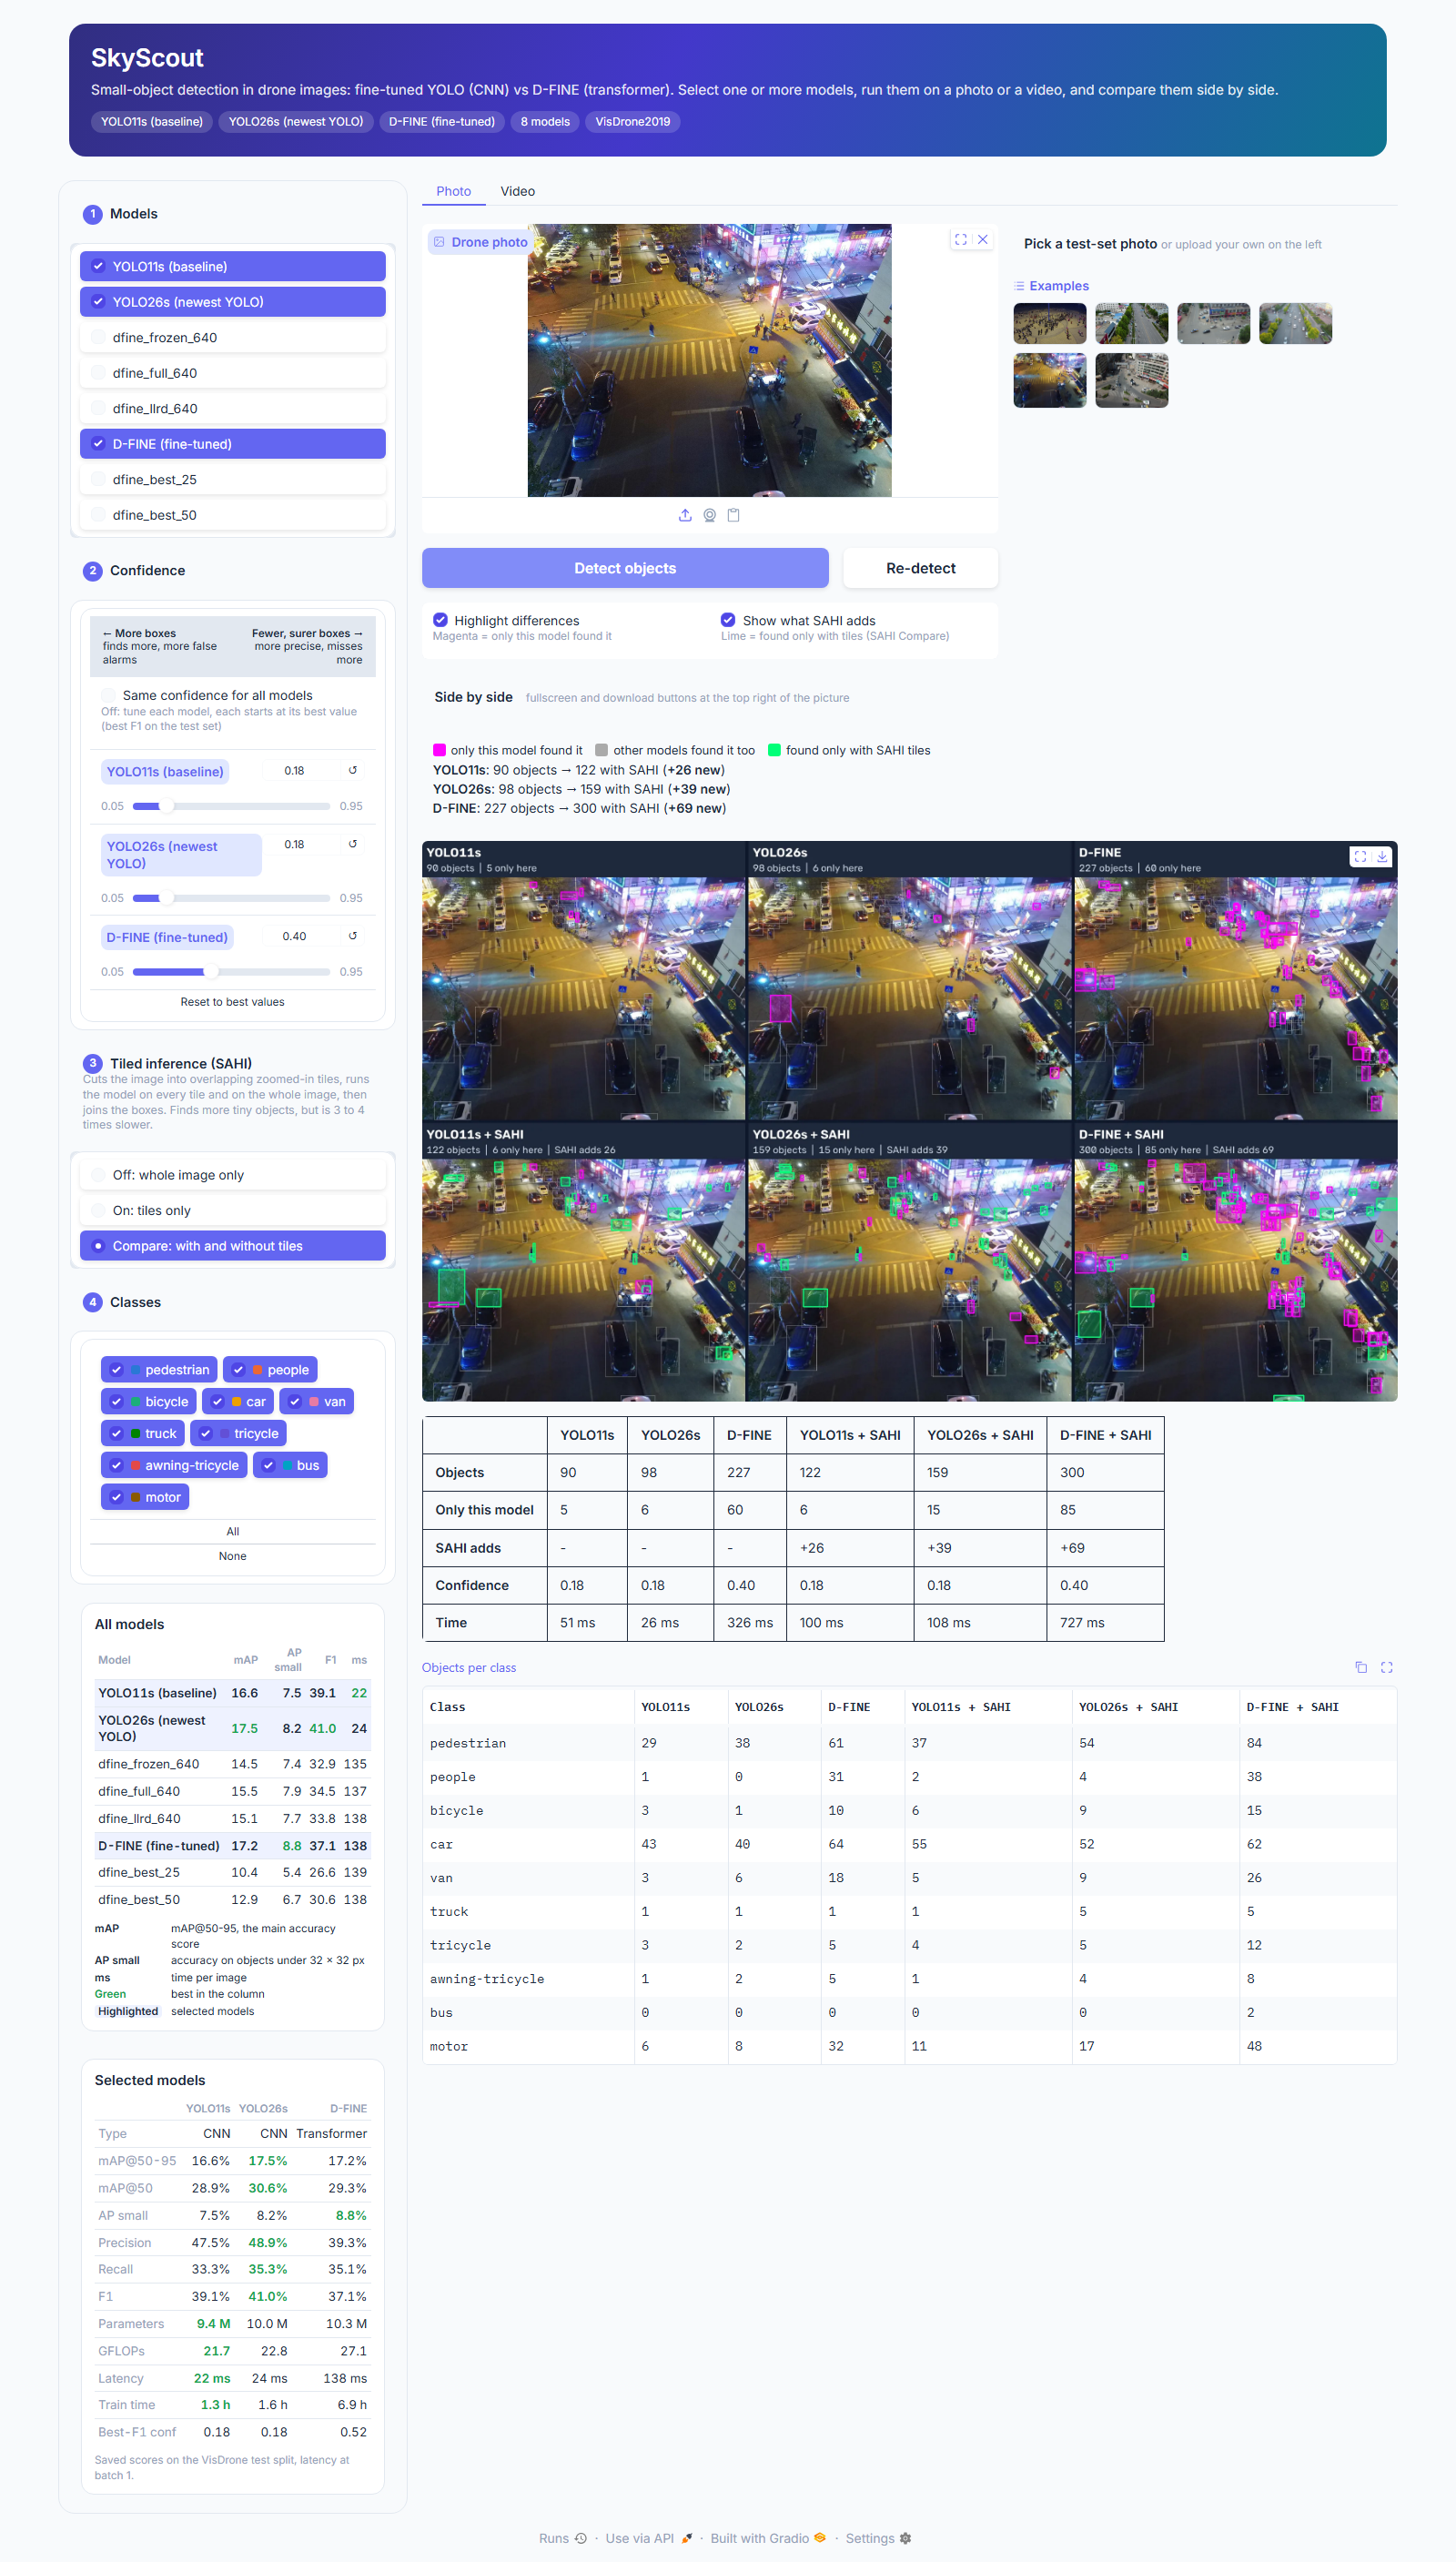 SkyScout
Small-object detection in drone images: fine-tuned YOLO (CNN) vs D-FINE (transformer). Select one or more models, run them on a photo or a video, and compare them side by side.
YOLO11s (baseline) YOLO26s (newest YOLO) D-FINE (fine-tuned) 8 models VisDrone2019
1 Models
YOLO11s (baseline)
YOLO26s (newest YOLO)
dfine_frozen_640
dfine_full_640
dfine_llrd_640
D-FINE (fine-tuned)
dfine_best_25
dfine_best_50
2 Confidence
← More boxes
finds more, more false
alarms
Fewer, surer boxes →
more precise, misses
more
Same confidence for all models
Off: tune each model, each starts at its best value
(best F1 on the test set)
YOLO11s (baseline) 0.18 ↺
0.05 0.95
YOLO26s (newest
YOLO)
0.18 ↺
0.05 0.95
D-FINE (fine-tuned) 0.40 ↺
0.05 0.95
Reset to best values
3 Tiled inference (SAHI)
Cuts the image into overlapping zoomed-in tiles, runs
the model on every tile and on the whole image, then
joins the boxes. Finds more tiny objects, but is 3 to 4
times slower.
Off: whole image only
On: tiles only
Compare: with and without tiles
4 Classes
pedestrian people
bicycle car van
truck tricycle
awning-tricycle bus
motor
All
None
All models
Model mAP AP small F1 ms
YOLO11s (baseline) 16.6 7.5 39.1 22
YOLO26s (newest YOLO) 17.5 8.2 41.0 24
dfine_frozen_640 14.5 7.4 32.9 135
dfine_full_640 15.5 7.9 34.5 137
dfine_llrd_640 15.1 7.7 33.8 138
D-FINE (fine-tuned) 17.2 8.8 37.1 138
dfine_best_25 10.4 5.4 26.6 139
dfine_best_50 12.9 6.7 30.6 138
mAP mAP@50-95, the main accuracy
score
AP small accuracy on objects under 32 × 32 px
ms time per image
Green best in the column
Highlighted selected models
Selected models
YOLO11s YOLO26s D-FINE
Type CNN CNN Transformer
mAP@50-95 16.6% 17.5% 17.2%
mAP@50 28.9% 30.6% 29.3%
AP small 7.5% 8.2% 8.8%
Precision 47.5% 48.9% 39.3%
Recall 33.3% 35.3% 35.1%
F1 39.1% 41.0% 37.1%
Parameters 9.4 M 10.0 M 10.3 M
GFLOPs 21.7 22.8 27.1
Latency 22 ms 24 ms 138 ms
Train time 1.3 h 1.6 h 6.9 h
Best-F1 conf 0.18 0.18 0.52
Saved scores on the VisDrone test split, latency at
batch 1.
Photo Video
Drone photo
Pick a test-set photo or upload your own on the left
Examples
Detect objects Re-detect
Highlight differences
Magenta = only this model found it
Show what SAHI adds
Lime = found only with tiles (SAHI Compare)
Side by side fullscreen and download buttons at the top right of the picture
only this model found it other models found it too found only with SAHI tiles
YOLO11s: 90 objects → 122 with SAHI (+26 new)
YOLO26s: 98 objects → 159 with SAHI (+39 new)
D-FINE: 227 objects → 300 with SAHI (+69 new)
YOLO11s
90 objects | 5 only here
YOLO26s
98 objects | 6 only here
D-FINE
227 objects | 60 only here
YOLO11s + SAHI
122 objects | 6 only here | SAHI adds 26
YOLO26s + SAHI
159 objects | 15 only here | SAHI adds 39
D-FINE + SAHI
300 objects | 85 only here | SAHI adds 69
YOLO11s YOLO26s D-FINE YOLO11s + SAHI YOLO26s + SAHI D-FINE + SAHI
Objects 90 98 227 122 159 300
Only this model 5 6 60 6 15 85
SAHI adds - - - +26 +39 +69
Confidence 0.18 0.18 0.40 0.18 0.18 0.40
Time 51 ms 26 ms 326 ms 100 ms 108 ms 727 ms
Objects per class
Class YOLO11s YOLO26s D-FINE YOLO11s + SAHI YOLO26s + SAHI D-FINE + SAHI
pedestrian 29 38 61 37 54 84
people 1 0 31 2 4 38
bicycle 3 1 10 6 9 15
car 43 40 64 55 52 62
van 3 6 18 5 9 26
truck 1 1 1 1 5 5
tricycle 3 2 5 4 5 12
awning-tricycle 1 2 5 1 4 8
bus 0 0 0 0 0 2
motor 6 8 32 11 17 48
Runs · Use via API · Built with Gradio · Settings